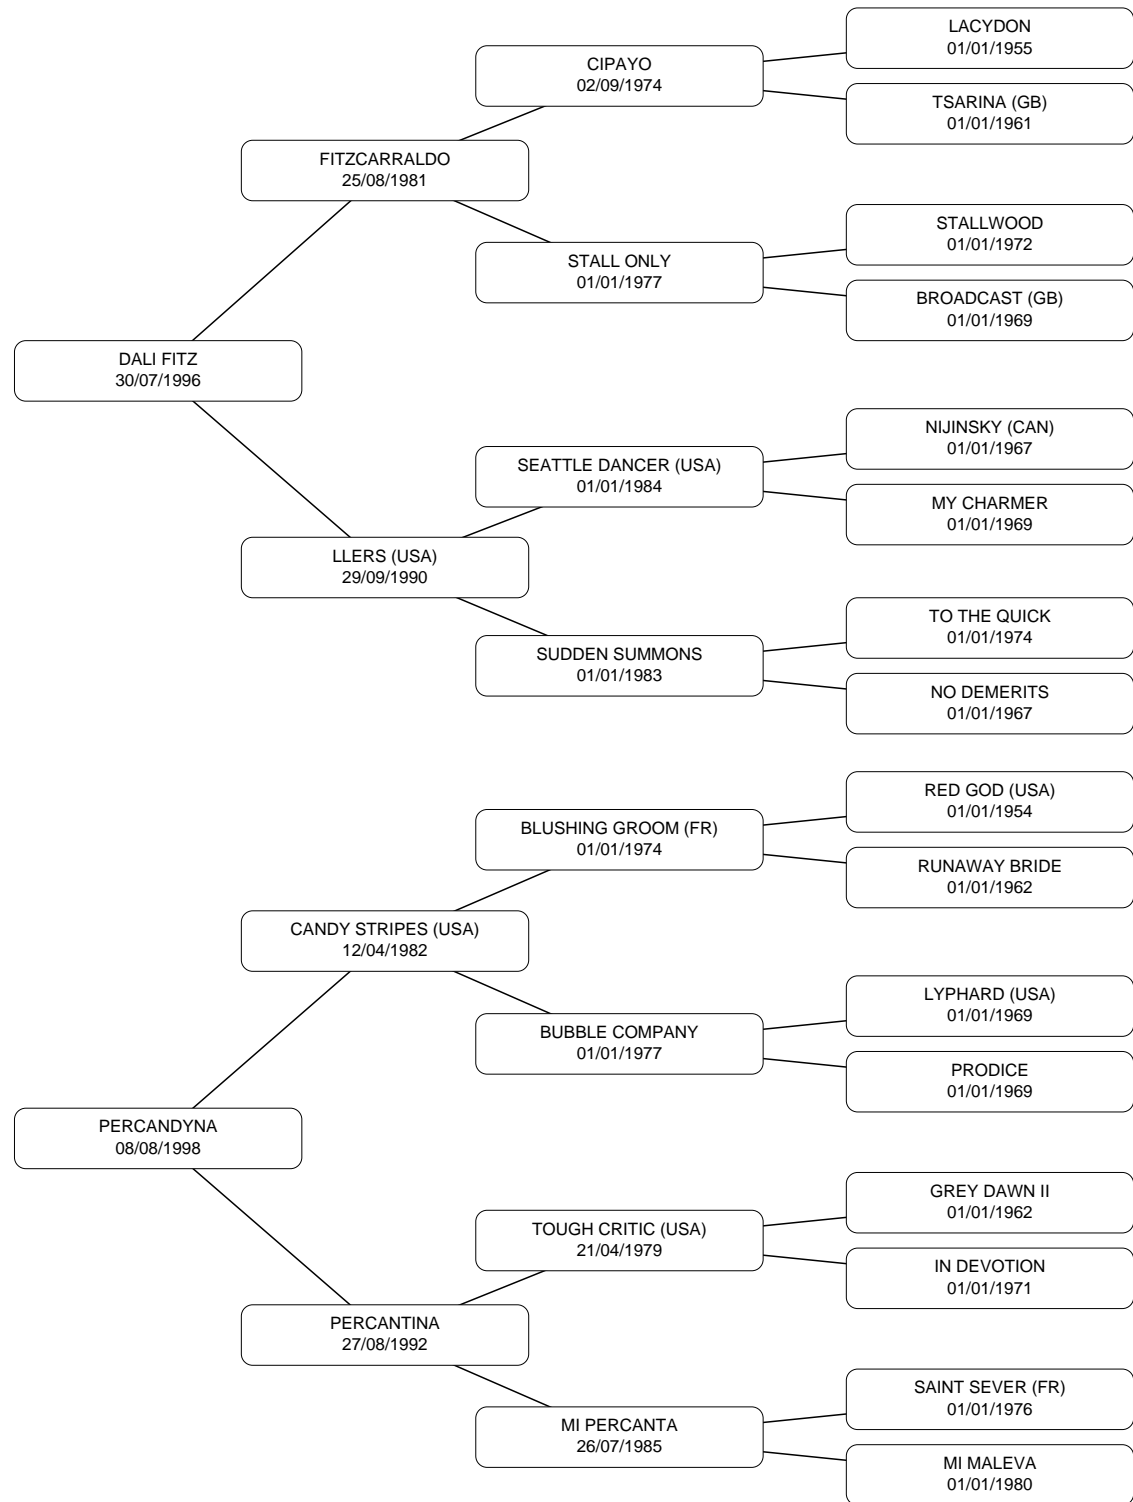 LACYDON
01/01/1955
CIPAYO
02/09/1974
TSARINA (GB)
01/01/1961
FITZCARRALDO
25/08/1981
STALLWOOD
01/01/1972
STALL ONLY
01/01/1977
BROADCAST (GB)
01/01/1969
DALI FITZ
30/07/1996
NIJINSKY (CAN)
01/01/1967
SEATTLE DANCER (USA)
01/01/1984
MY CHARMER
01/01/1969
LLERS (USA)
29/09/1990
TO THE QUICK
01/01/1974
SUDDEN SUMMONS
01/01/1983
NO DEMERITS
01/01/1967
RED GOD (USA)
01/01/1954
BLUSHING GROOM (FR)
01/01/1974
RUNAWAY BRIDE
01/01/1962
CANDY STRIPES (USA)
12/04/1982
LYPHARD (USA)
01/01/1969
BUBBLE COMPANY
01/01/1977
PRODICE
01/01/1969
PERCANDYNA
08/08/1998
GREY DAWN II
01/01/1962
TOUGH CRITIC (USA)
21/04/1979
IN DEVOTION
01/01/1971
PERCANTINA
27/08/1992
SAINT SEVER (FR)
01/01/1976
MI PERCANTA
26/07/1985
MI MALEVA
01/01/1980